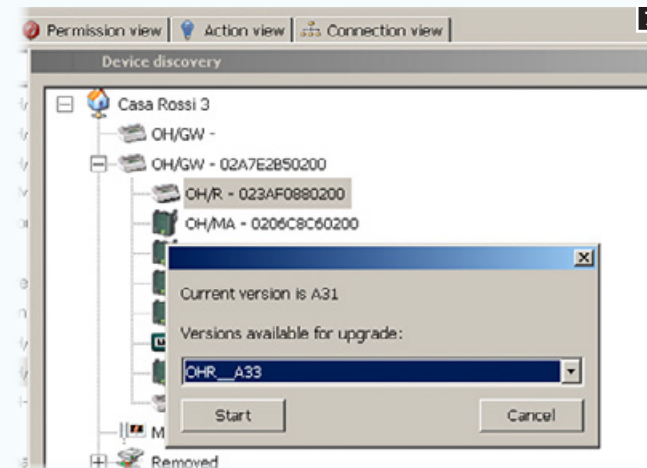 Permission view Action view Connection view
Device discovery
Casa Rossi 3
OH/GW -
OH/GW - 02A7E2B50200
OH/R - 023AF0880200
OH/MA - 0206C8C60200
Current version is A31
Versions available for upgrade:
OHR__A33
Start Cancel
M
Removed